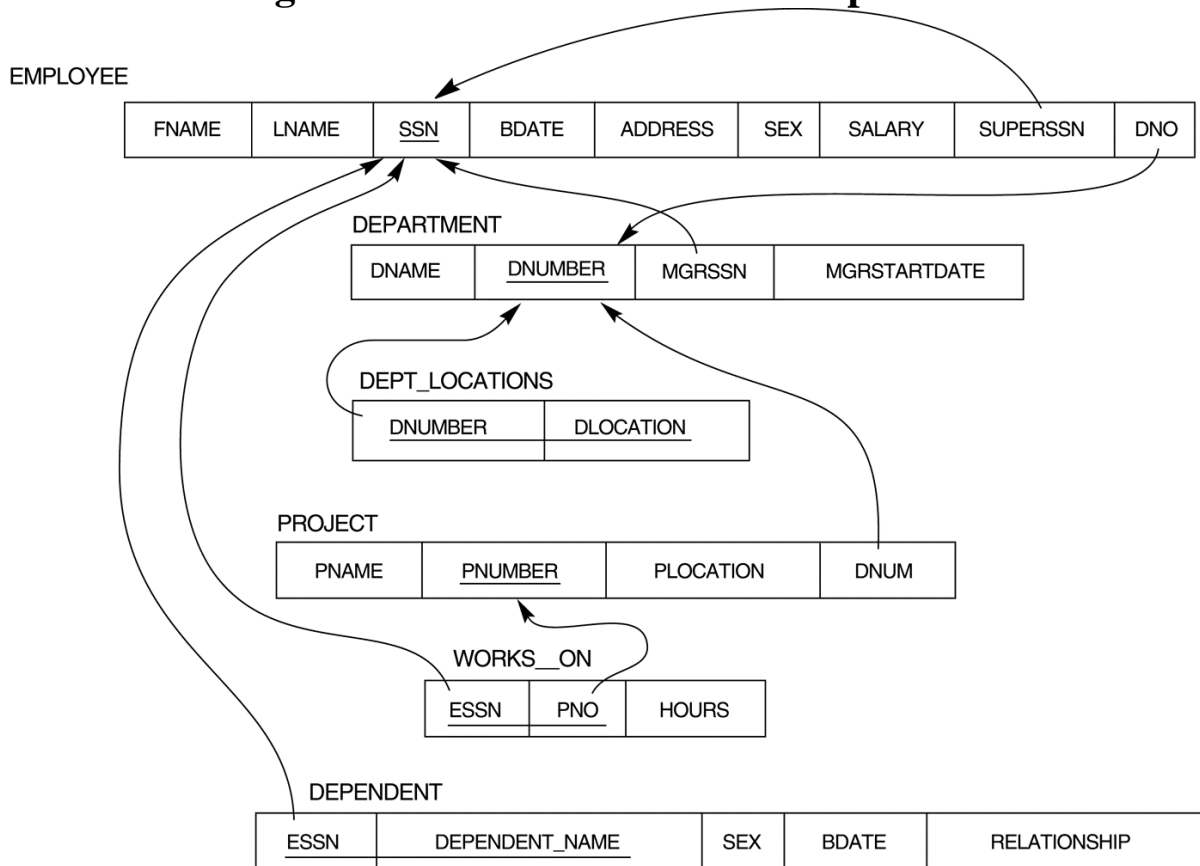 EMPLOYEE
FNAME LNAME SSN BDATE ADDRESS SEX SALARY SUPERSSN DNO
DEPARTMENT
DNAME DNUMBER MGRSSN MGRSTARTDATE
DEPT_LOCATIONS
DNUMBER DLOCATION
PROJECT
PNAME PNUMBER PLOCATION DNUM
WORKS__ON
ESSN PNO HOURS
DEPENDENT
ESSN DEPENDENT_NAME SEX BDATE RELATIONSHIP